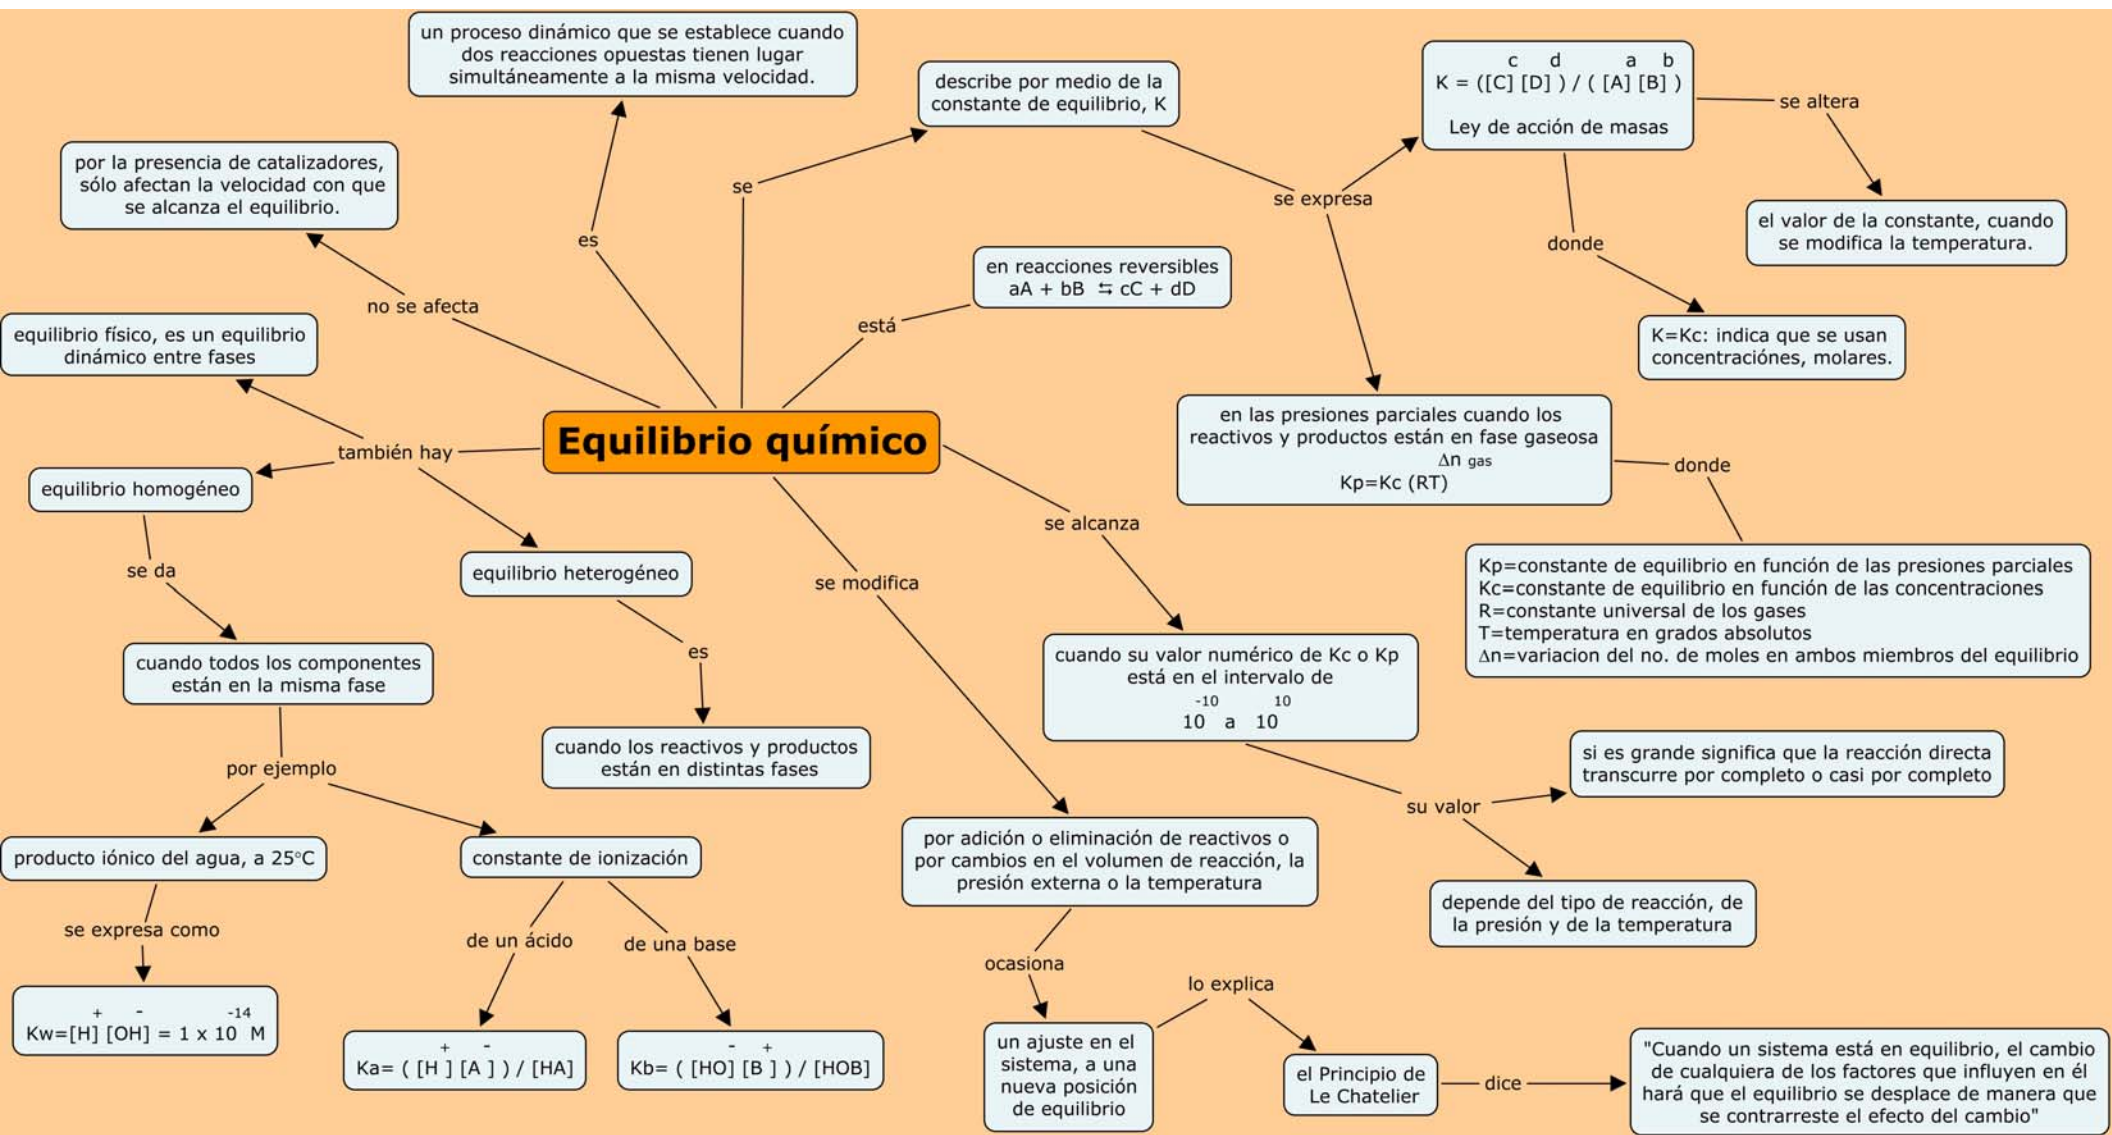 un proceso dinámico que se establece cuando
dos reacciones opuestas tienen lugar
simultáneamente a la misma velocidad.
describe por medio de la
constante de equilibrio, K
c d a b
K = ([C] [D] ) / ( [A] [B] )
Ley de acción de masas
se altera
por la presencia de catalizadores,
sólo afectan la velocidad con que
se alcanza el equilibrio.
se
se expresa
el valor de la constante, cuando
se modifica la temperatura.
es
donde
en reacciones reversibles
aA + bB ⇆ cC + dD
no se afecta
está
equilibrio físico, es un equilibrio
dinámico entre fases
K=Kc: indica que se usan
concentraciónes, molares.
Equilibrio químico
también hay
en las presiones parciales cuando los
reactivos y productos están en fase gaseosa
Δn gas
Kp=Kc (RT)
donde
equilibrio homogéneo
se alcanza
se da
equilibrio heterogéneo
se modifica
Kp=constante de equilibrio en función de las presiones parciales
Kc=constante de equilibrio en función de las concentraciones
R=constante universal de los gases
T=temperatura en grados absolutos
Δn=variacion del no. de moles en ambos miembros del equilibrio
cuando todos los componentes
están en la misma fase
es
cuando su valor numérico de Kc o Kp
está en el intervalo de
-10 10
10 a 10
cuando los reactivos y productos
están en distintas fases
por ejemplo
si es grande significa que la reacción directa
transcurre por completo o casi por completo
su valor
producto iónico del agua, a 25°C
constante de ionización
por adición o eliminación de reactivos o
por cambios en el volumen de reacción, la
presión externa o la temperatura
depende del tipo de reacción, de
la presión y de la temperatura
se expresa como
de un ácido
de una base
ocasiona
lo explica
+ - -14
Kw=[H] [OH] = 1 x 10 M
+ -
Ka= ( [H ] [A ] ) / [HA]
- +
Kb= ( [HO] [B ] ) / [HOB]
un ajuste en el
sistema, a una
nueva posición
de equilibrio
el Principio de
Le Chatelier
dice
"Cuando un sistema está en equilibrio, el cambio
de cualquiera de los factores que influyen en él
hará que el equilibrio se desplace de manera que
se contrarreste el efecto del cambio"